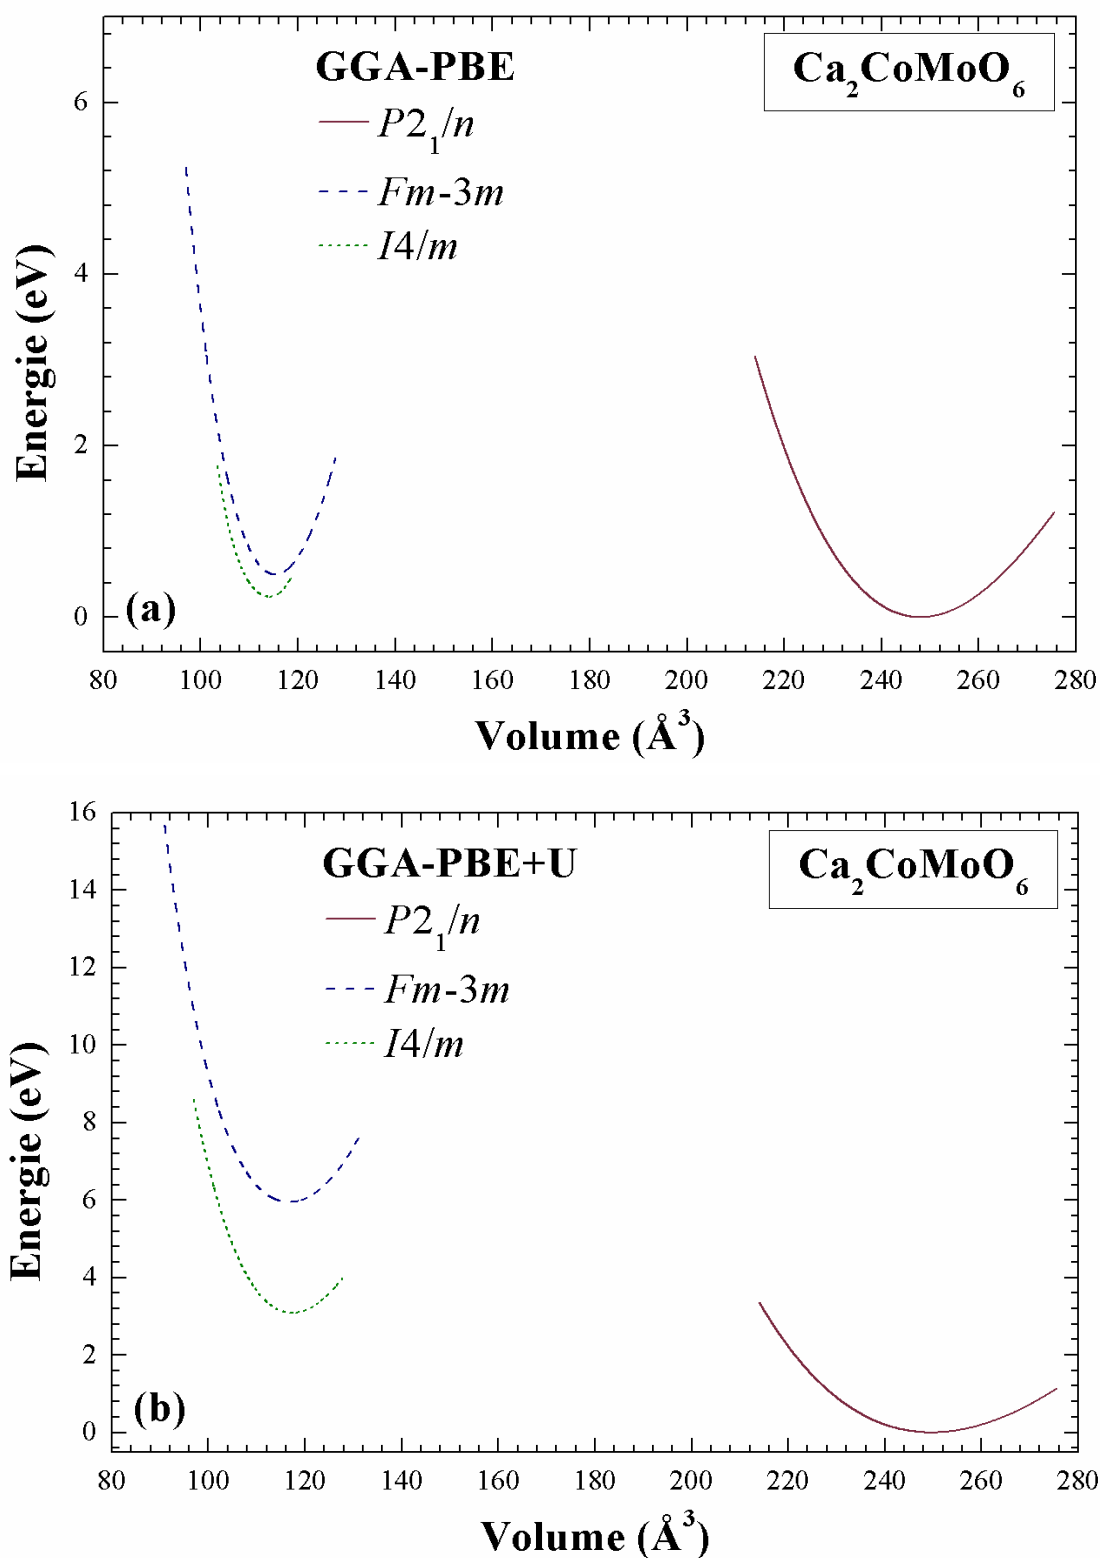 GGA-PBE
Ca₂CoMoO₆
P2₁/n
Fm-3m
I4/m
Energie (eV)
6
4
2
0
(a)
80 100 120 140 160 180 200 220 240 260 280
Volume (Å³)
GGA-PBE+U
Ca₂CoMoO₆
P2₁/n
Fm-3m
I4/m
Energie (eV)
16
14
12
10
8
6
4
2
0
(b)
80 100 120 140 160 180 200 220 240 260 280
Volume (Å³)